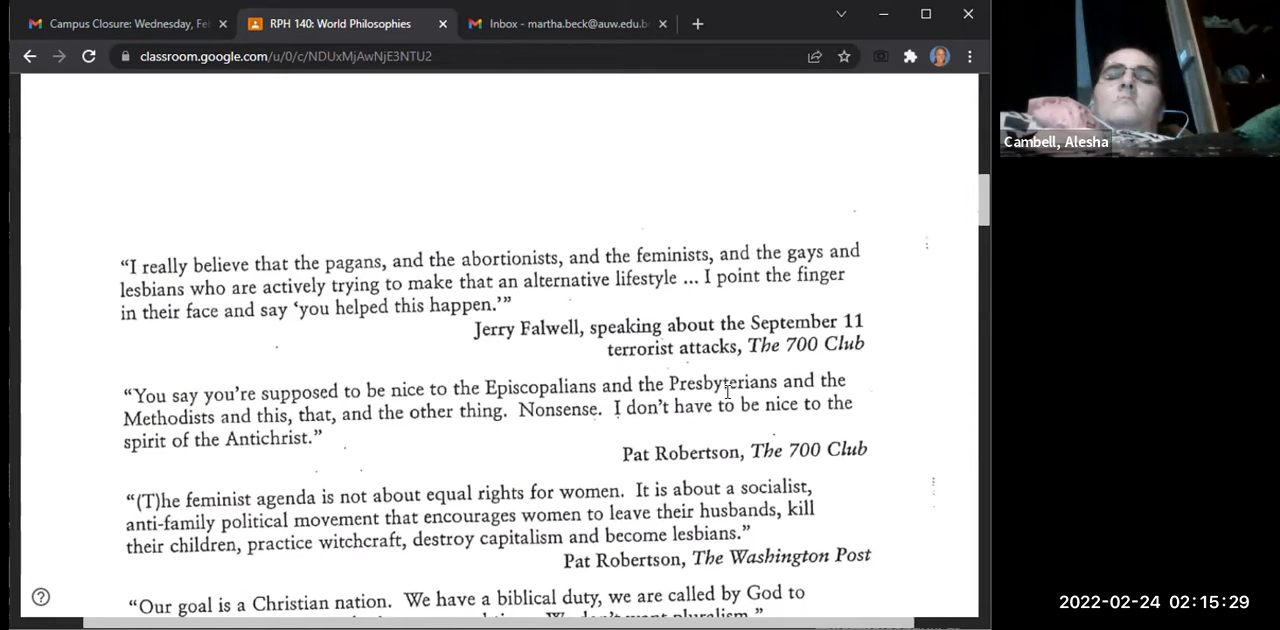 Campus Closure: Wednesday, Fe
RPH 140: World Philosophies
Inbox - martha.beck@auw.edu.b
classroom.google.com/u/0/c/NDUxMjAwNjE3NTU2
Cambell, Alesha
“I really believe that the pagans, and the abortionists, and the feminists, and the gays and
lesbians who are actively trying to make that an alternative lifestyle ... I point the finger
in their face and say ‘you helped this happen.’”
Jerry Falwell, speaking about the September 11
terrorist attacks, The 700 Club
“You say you’re supposed to be nice to the Episcopalians and the Presbyterians and the
Methodists and this, that, and the other thing. Nonsense. I don’t have to be nice to the
spirit of the Antichrist.”
Pat Robertson, The 700 Club
“(T)he feminist agenda is not about equal rights for women. It is about a socialist,
anti-family political movement that encourages women to leave their husbands, kill
their children, practice witchcraft, destroy capitalism and become lesbians.”
Pat Robertson, The Washington Post
“Our goal is a Christian nation. We have a biblical duty, we are called by God to
pluralism.”
2022-02-24 02:15:29